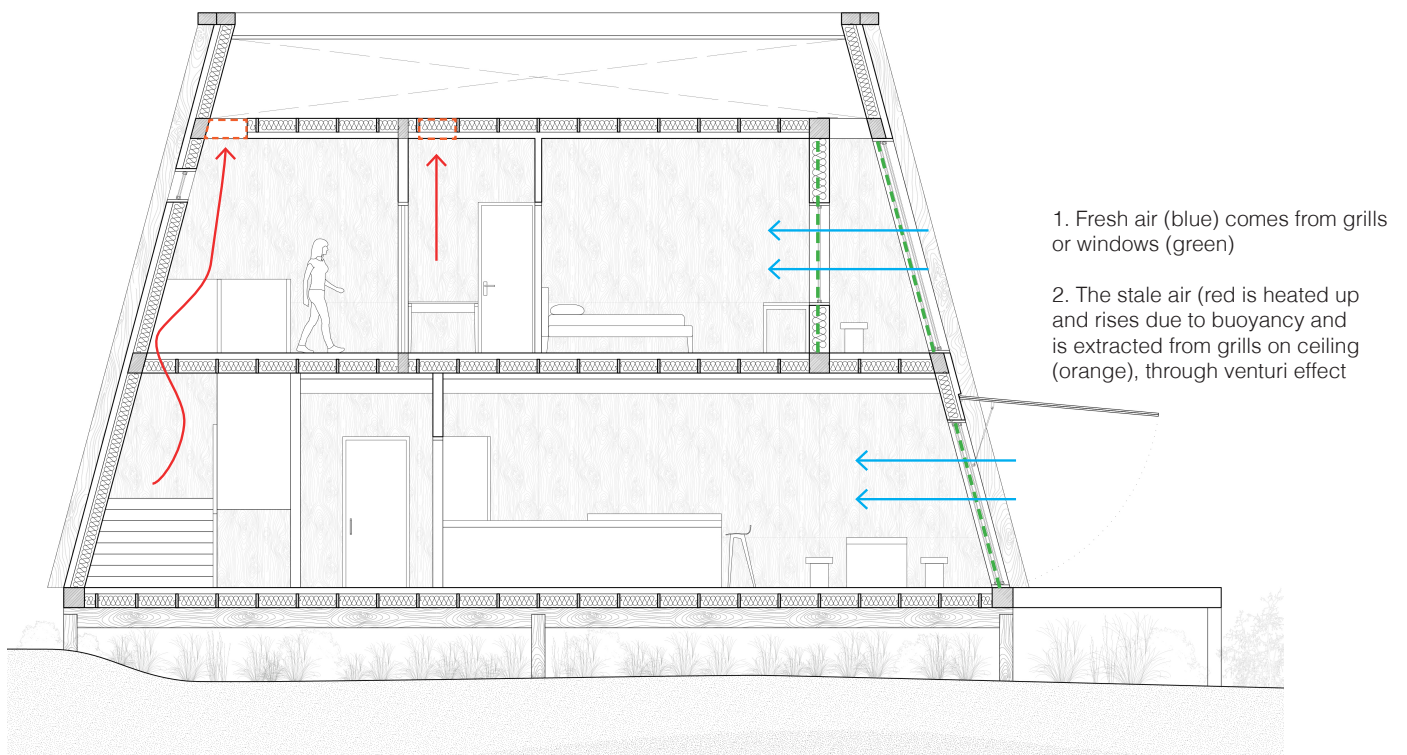 1. Fresh air (blue) comes from grills
or windows (green)
2. The stale air (red is heated up
and rises due to buoyancy and
is extracted from grills on ceiling
(orange), through venturi effect